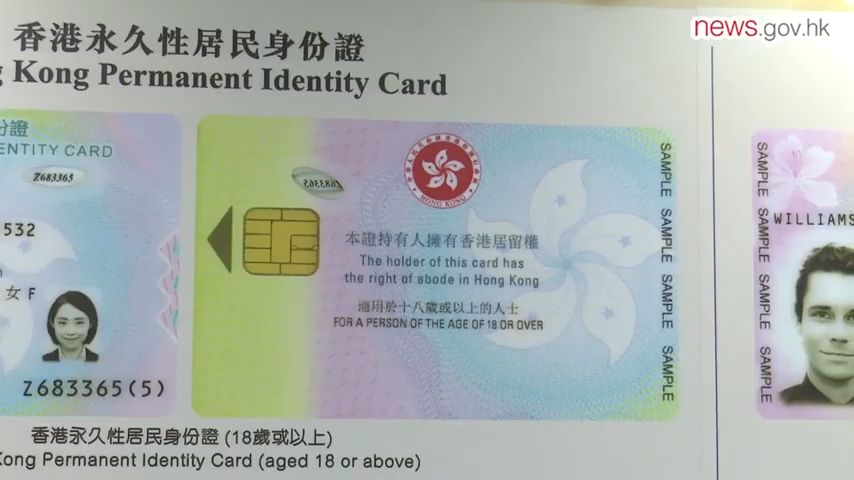 news.gov.hk
香港永久性居民身份證
Kong Permanent Identity Card
份證
ENTITY CARD
Z683365
532
女 F
Z683365(5)
HONG KONG
本證持有人擁有香港居留權
The holder of this card has
the right of abode in Hong Kong
適用於十八歲或以上的人士
FOR A PERSON OF THE AGE OF 18 OR OVER
SAMPLE SAMPLE SAMPLE SAMPLE
SAMPLE SAMPLE SAMPLE SAMPLE
WILLIAMS
香港永久性居民身份證 (18歲或以上)
Kong Permanent Identity Card (aged 18 or above)